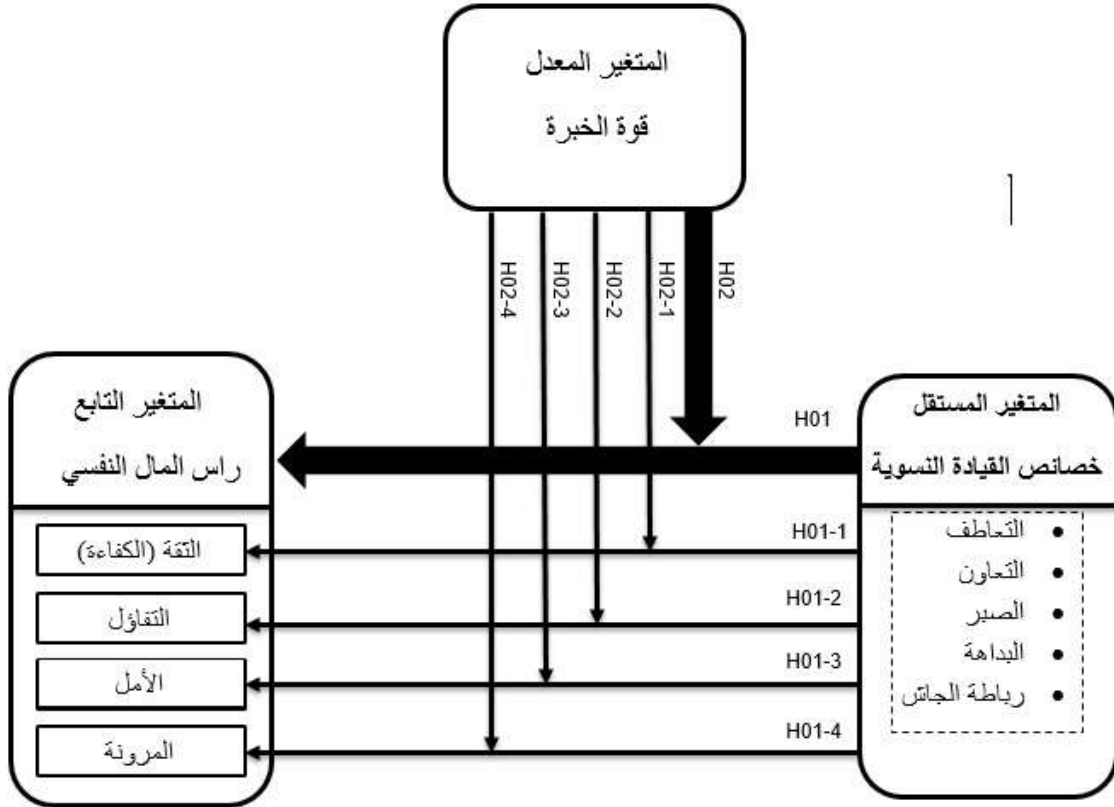 المتغير المعدل
قوة الخبرة
H02
H02-1
H02-2
H02-3
H02-4
المتغير المستقل
خصائص القيادة النسوية
• التعاطف
• التعاون
• الصبر
• البداهة
• رباطة الجاش
H01
H01-1
H01-2
H01-3
H01-4
المتغير التابع
راس المال النفسي
الثقة (الكفاءة)
التفاؤل
الأمل
المرونة